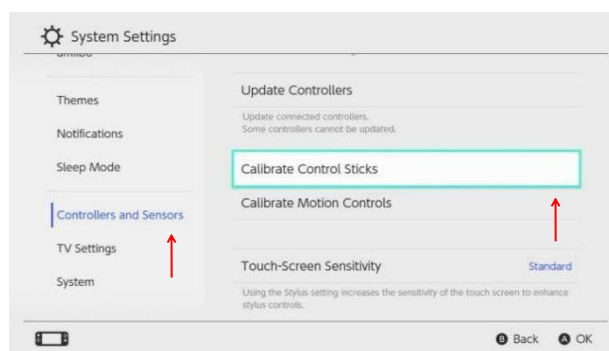 System Settings
amiibo
Themes
Notifications
Sleep Mode
Controllers and Sensors
TV Settings
System
Update Controllers
Update connected controllers.
Some controllers cannot be updated.
Calibrate Control Sticks
Calibrate Motion Controls
Touch-Screen Sensitivity
Standard
Using the Stylus setting increases the sensitivity of the touch screen to enhance
stylus controls.
B Back
A OK